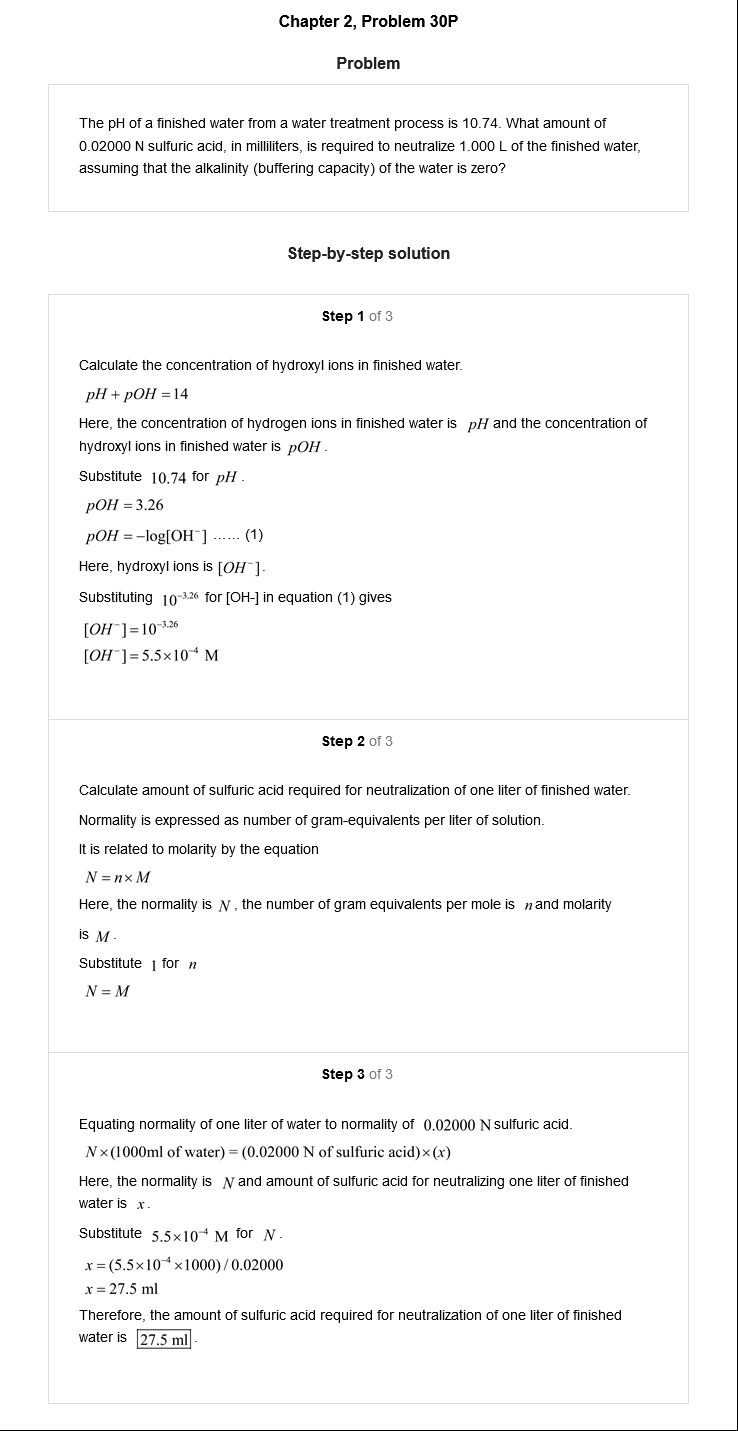 Chapter 2, Problem 30P
Problem
The pH of a finished water from a water treatment process is 10.74. What amount of
0.02000 N sulfuric acid, in milliliters, is required to neutralize 1.000 L of the finished water,
assuming that the alkalinity (buffering capacity) of the water is zero?
Step-by-step solution
Step 1 of 3
Calculate the concentration of hydroxyl ions in finished water.
pH + pOH = 14
Here, the concentration of hydrogen ions in finished water is pH and the concentration of
hydroxyl ions in finished water is pOH .
Substitute 10.74 for pH .
pOH = 3.26
pOH = −log[OH⁻] ...... (1)
Here, hydroxyl ions is [OH⁻].
Substituting 10⁻³·²⁶ for [OH-] in equation (1) gives
[OH⁻] = 10⁻³·²⁶
[OH⁻] = 5.5×10⁻⁴ M
Step 2 of 3
Calculate amount of sulfuric acid required for neutralization of one liter of finished water.
Normality is expressed as number of gram-equivalents per liter of solution.
It is related to molarity by the equation
N = n× M
Here, the normality is N , the number of gram equivalents per mole is n and molarity
is M .
Substitute 1 for n
N = M
Step 3 of 3
Equating normality of one liter of water to normality of 0.02000 N sulfuric acid.
N×(1000ml of water) = (0.02000 N of sulfuric acid)×(x)
Here, the normality is N and amount of sulfuric acid for neutralizing one liter of finished
water is x .
Substitute 5.5×10⁻⁴ M for N .
x = (5.5×10⁻⁴ ×1000) / 0.02000
x = 27.5 ml
Therefore, the amount of sulfuric acid required for neutralization of one liter of finished
water is 27.5 ml .